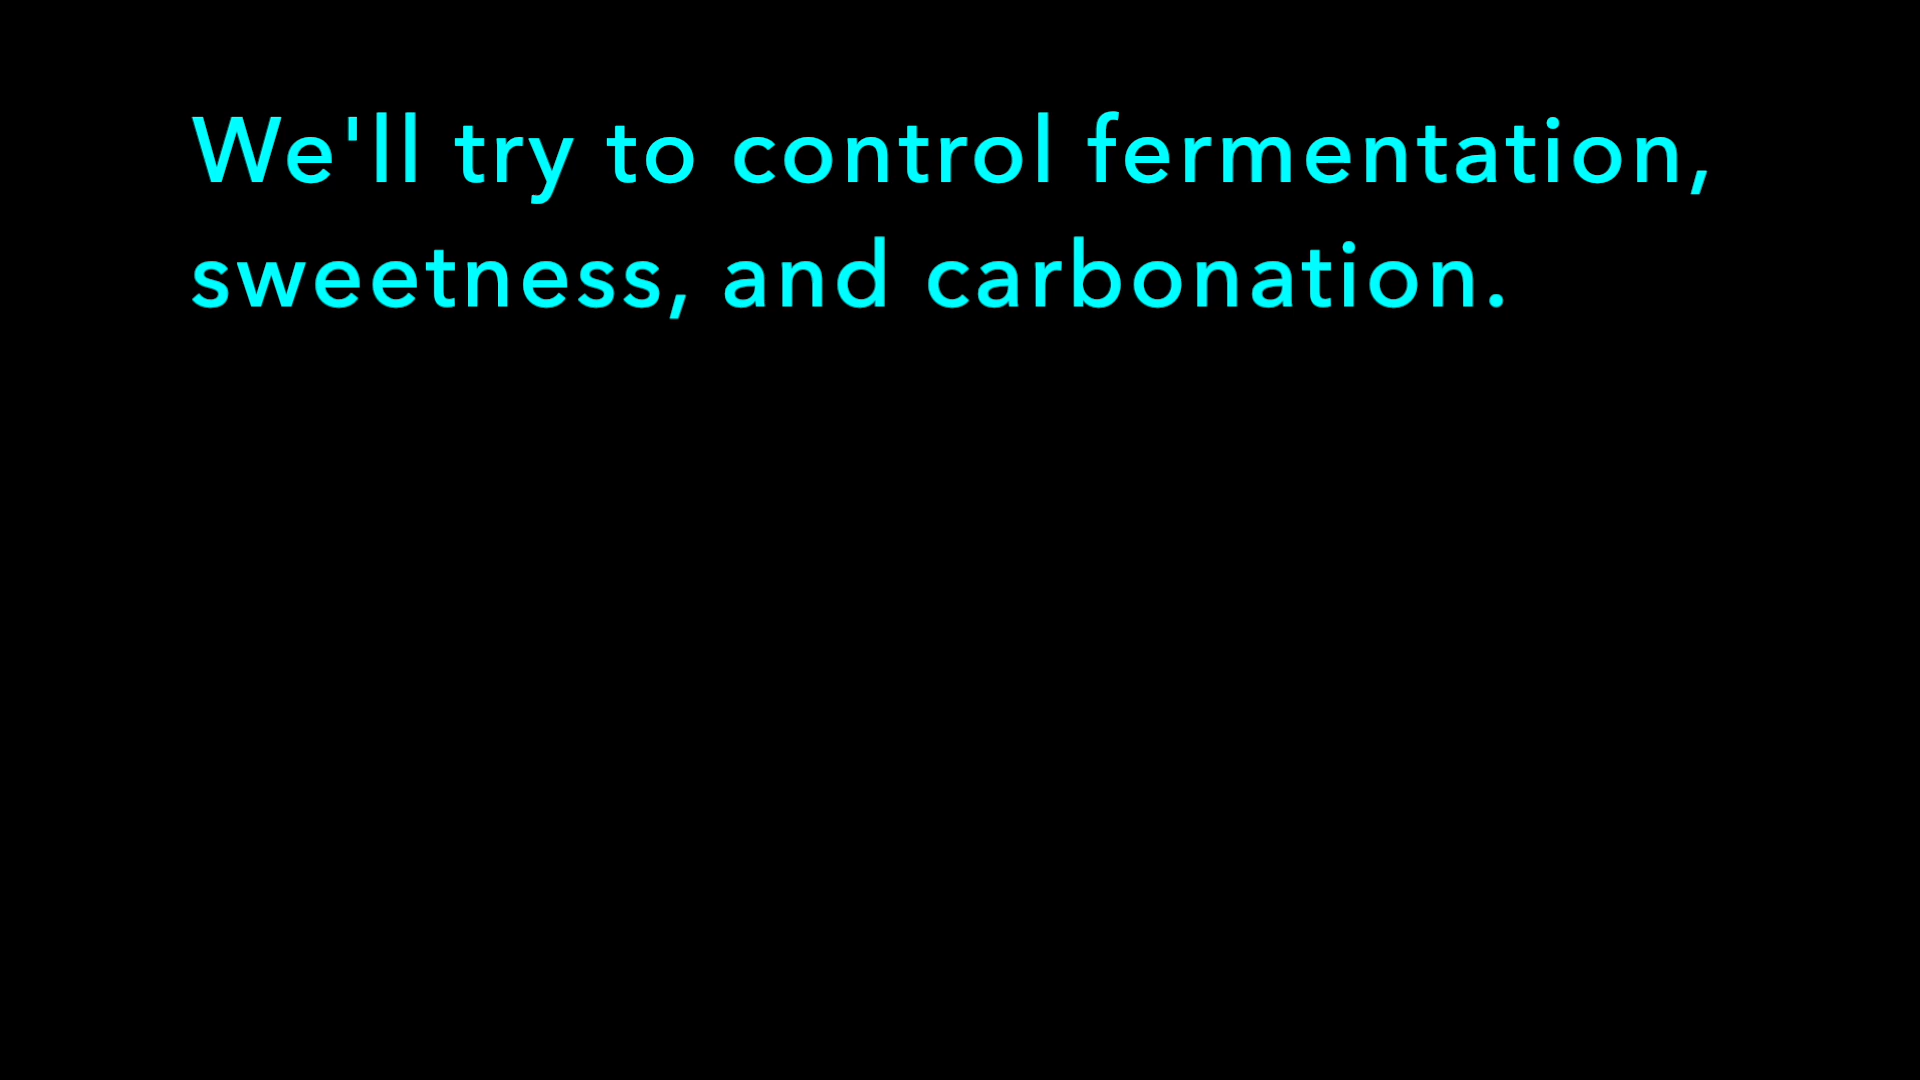 We'll try to control fermentation,
sweetness, and carbonation.